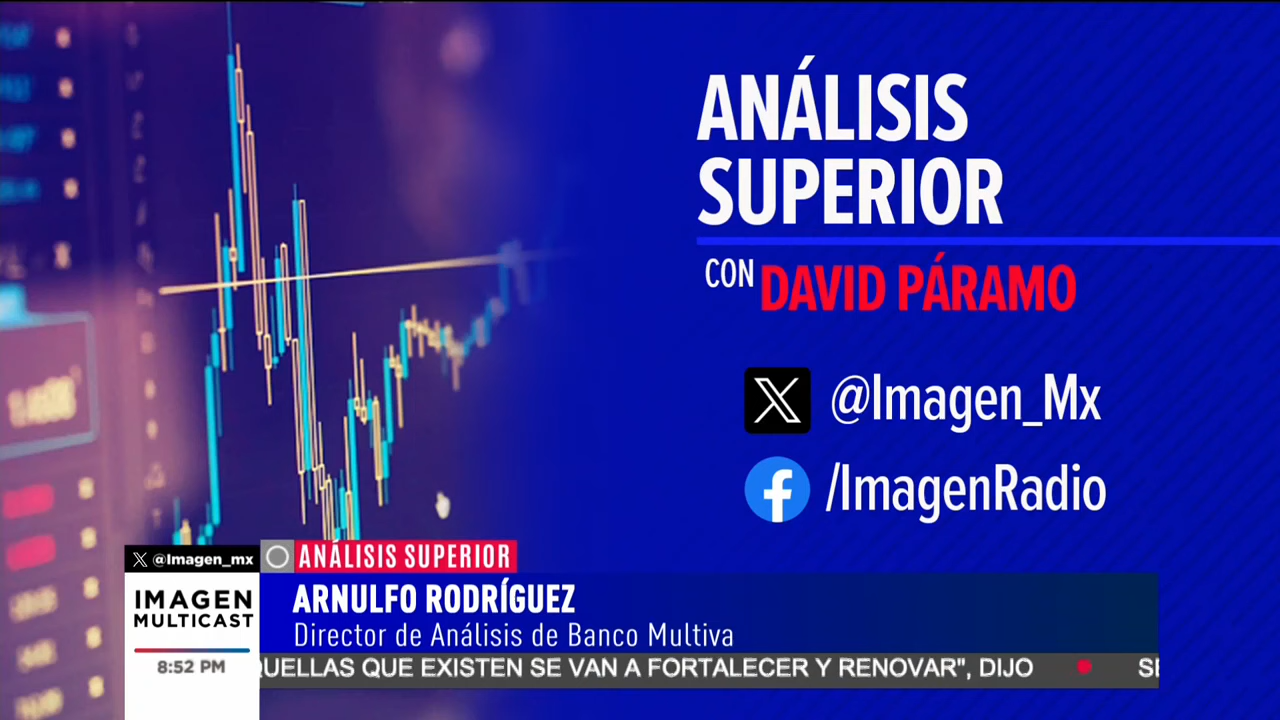 ANÁLISIS
SUPERIOR
CON DAVID PÁRAMO
@Imagen_Mx
/ImagenRadio
@Imagen_mx
ANÁLISIS SUPERIOR
IMAGEN
MULTICAST
ARNULFO RODRÍGUEZ
Director de Análisis de Banco Multiva
8:52 PM
QUELLAS QUE EXISTEN SE VAN A FORTALECER Y RENOVAR", DIJO